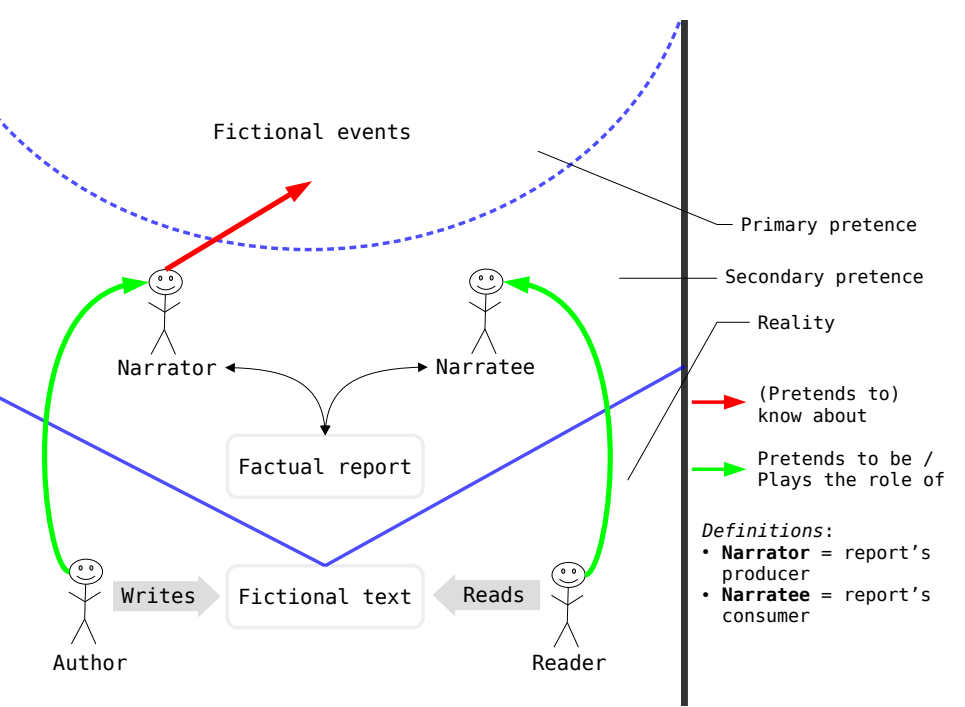 Fictional events
Primary pretence
Secondary pretence
Reality
Narrator
Narratee
(Pretends to)
know about
Factual report
Pretends to be /
Plays the role of
Definitions:
• Narrator = report’s
producer
• Narratee = report’s
consumer
Writes
Fictional text
Reads
Author
Reader